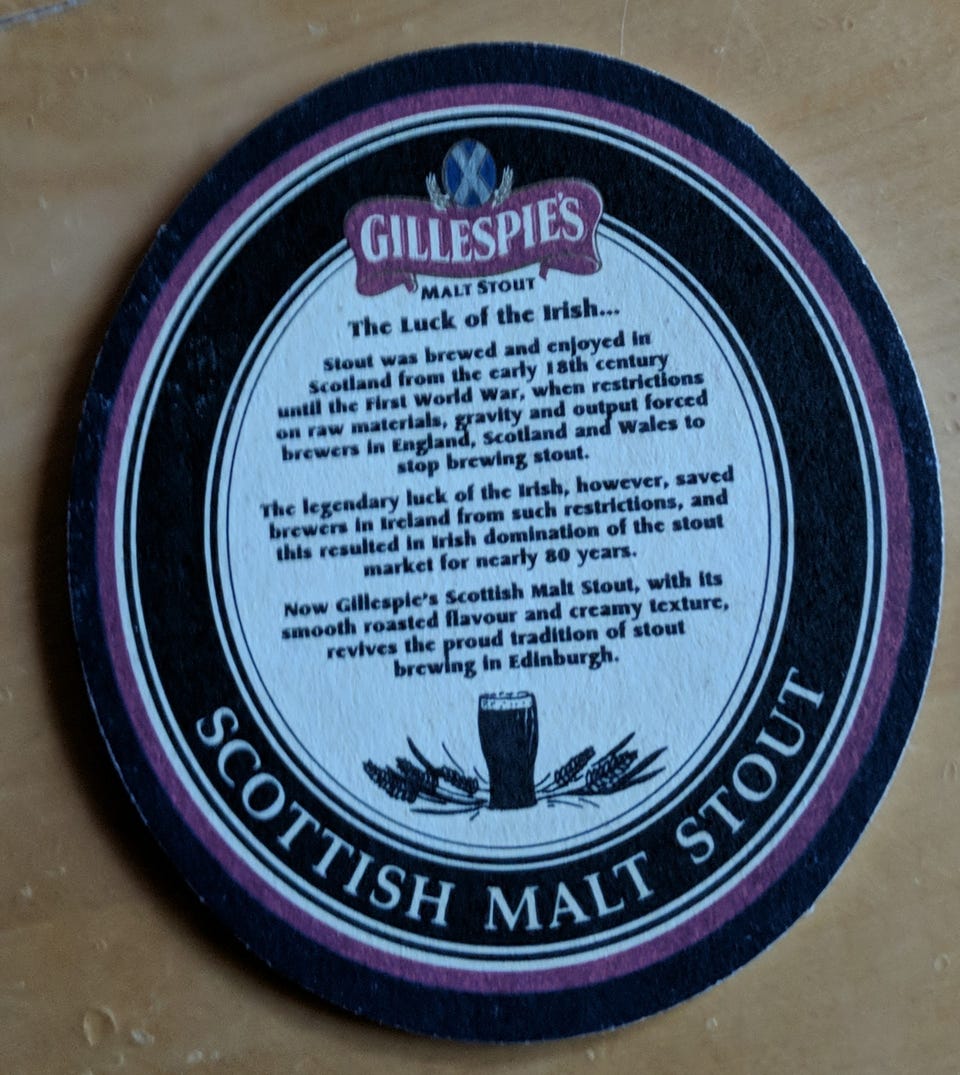 GILLESPIE'S
MALT STOUT
The Luck of the Irish...
Stout was brewed and enjoyed in
Scotland from the early 18th century
until the First World War, when restrictions
on raw materials, gravity and output forced
brewers in England, Scotland and Wales to
stop brewing stout.
The legendary luck of the Irish, however, saved
brewers in Ireland from such restrictions, and
this resulted in Irish domination of the stout
market for nearly 80 years.
Now Gillespie's Scottish Malt Stout, with its
smooth roasted flavour and creamy texture,
revives the proud tradition of stout
brewing in Edinburgh.
SCOTTISH MALT STOUT